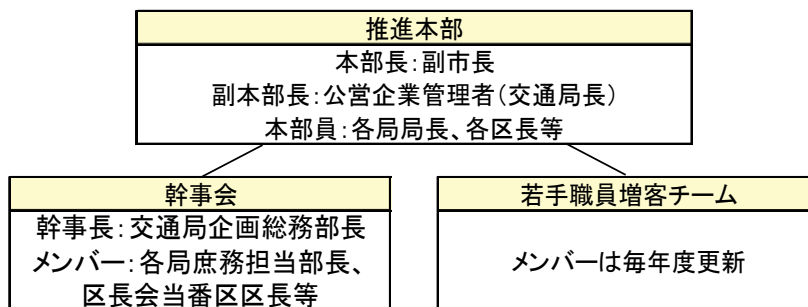 推進本部
本部長：副市長
副本部長：公営企業管理者（交通局長）
本部員：各局局長、各区長等
幹事会
幹事長：交通局企画総務部長
メンバー：各局庶務担当部長、
区長会当番区区長等
若手職員増客チーム
メンバーは毎年度更新